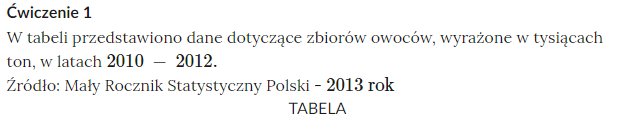 Ćwiczenie 1
W tabeli przedstawiono dane dotyczące zbiorów owoców, wyrażone w tysiącach
ton, w latach 2010 − 2012.
Źródło: Mały Rocznik Statystyczny Polski - 2013 rok
TABELA